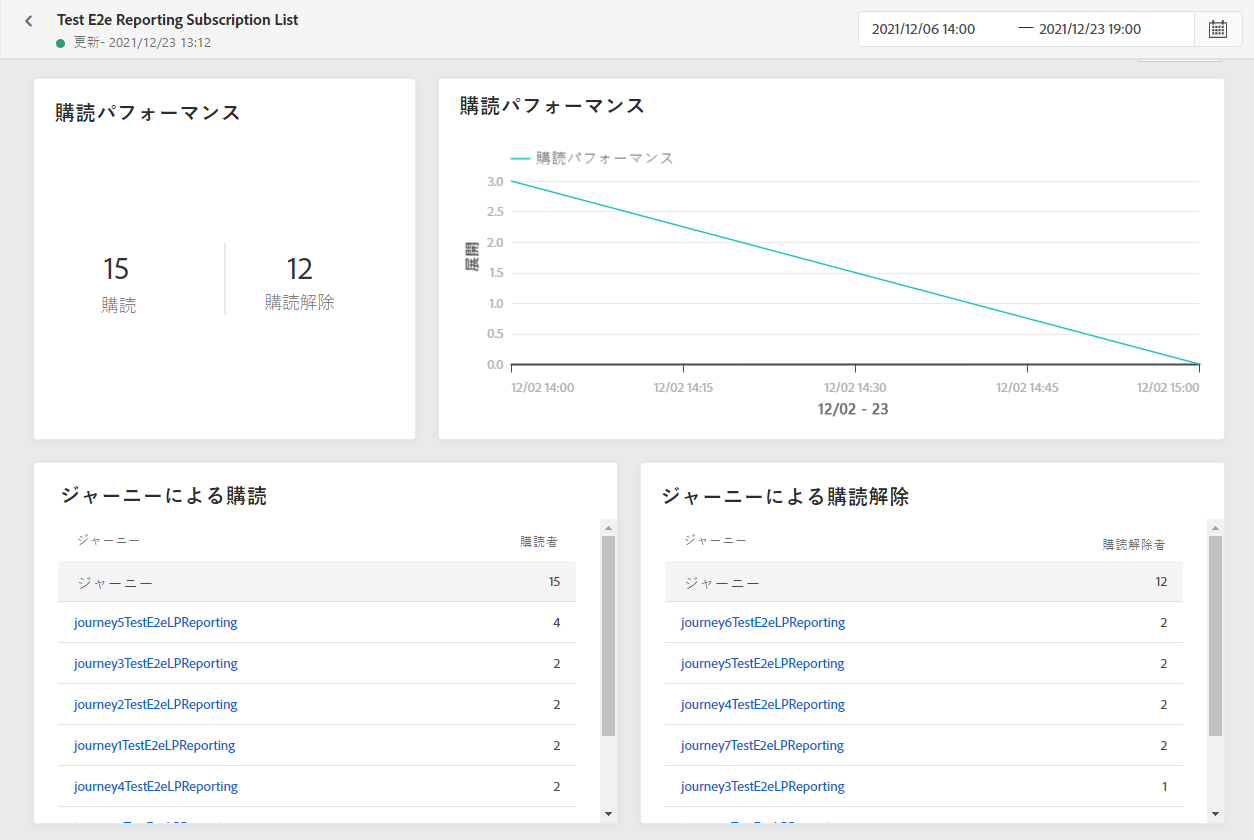 Test E2e Reporting Subscription List
更新- 2021/12/23 13:12
2021/12/06 14:00 — 2021/12/23 19:00
購読パフォーマンス
15
購読
12
購読解除
購読パフォーマンス
購読パフォーマンス
3.0
2.5
2.0
1.5
1.0
0.5
0.0
展開
12/02 14:00
12/02 14:15
12/02 14:30
12/02 14:45
12/02 15:00
12/02 - 23
ジャーニーによる購読
ジャーニー 購読者
ジャーニー 15
journey5TestE2eLPReporting 4
journey3TestE2eLPReporting 2
journey2TestE2eLPReporting 2
journey1TestE2eLPReporting 2
journey4TestE2eLPReporting 2
ジャーニーによる購読解除
ジャーニー 購読解除者
ジャーニー 12
journey6TestE2eLPReporting 2
journey5TestE2eLPReporting 2
journey4TestE2eLPReporting 2
journey7TestE2eLPReporting 2
journey3TestE2eLPReporting 1